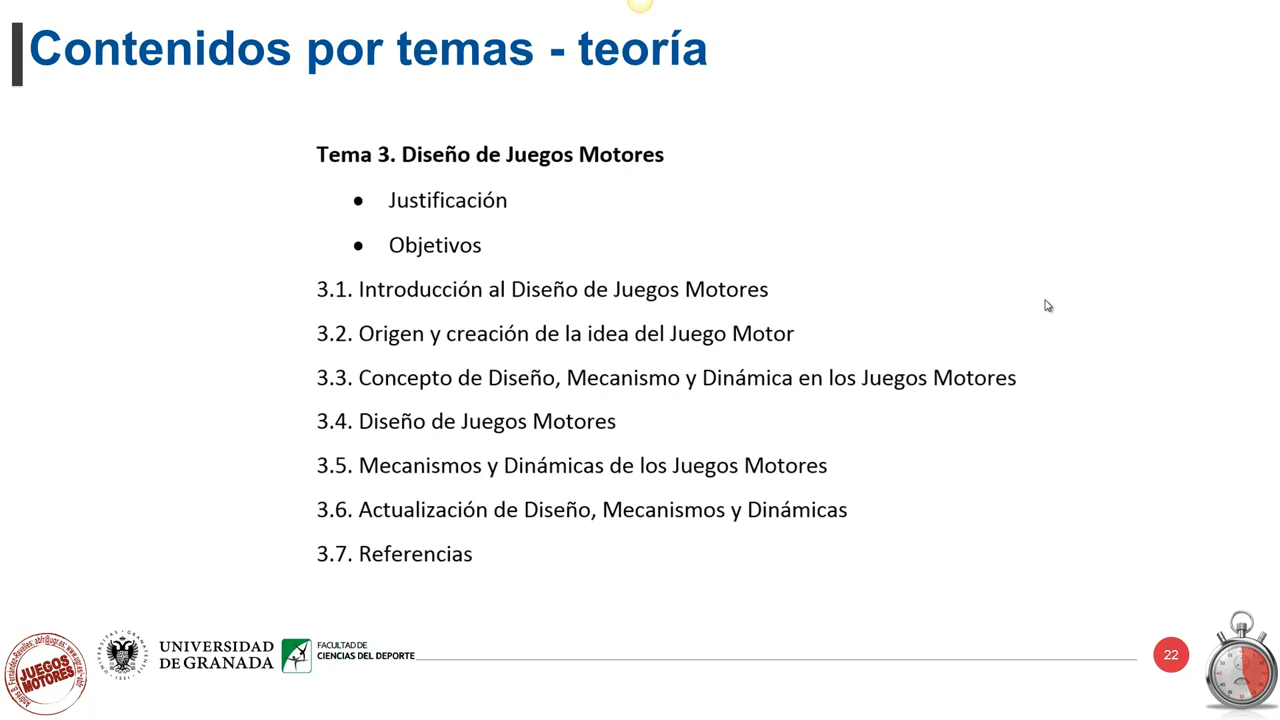 Contenidos por temas - teoría
Tema 3. Diseño de Juegos Motores
• Justificación
• Objetivos
3.1. Introducción al Diseño de Juegos Motores
3.2. Origen y creación de la idea del Juego Motor
3.3. Concepto de Diseño, Mecanismo y Dinámica en los Juegos Motores
3.4. Diseño de Juegos Motores
3.5. Mecanismos y Dinámicas de los Juegos Motores
3.6. Actualización de Diseño, Mecanismos y Dinámicas
3.7. Referencias
JUEGOS
MOTORES
UNIVERSIDAD
DE GRANADA
FACULTAD DE
CIENCIAS DEL DEPORTE
22